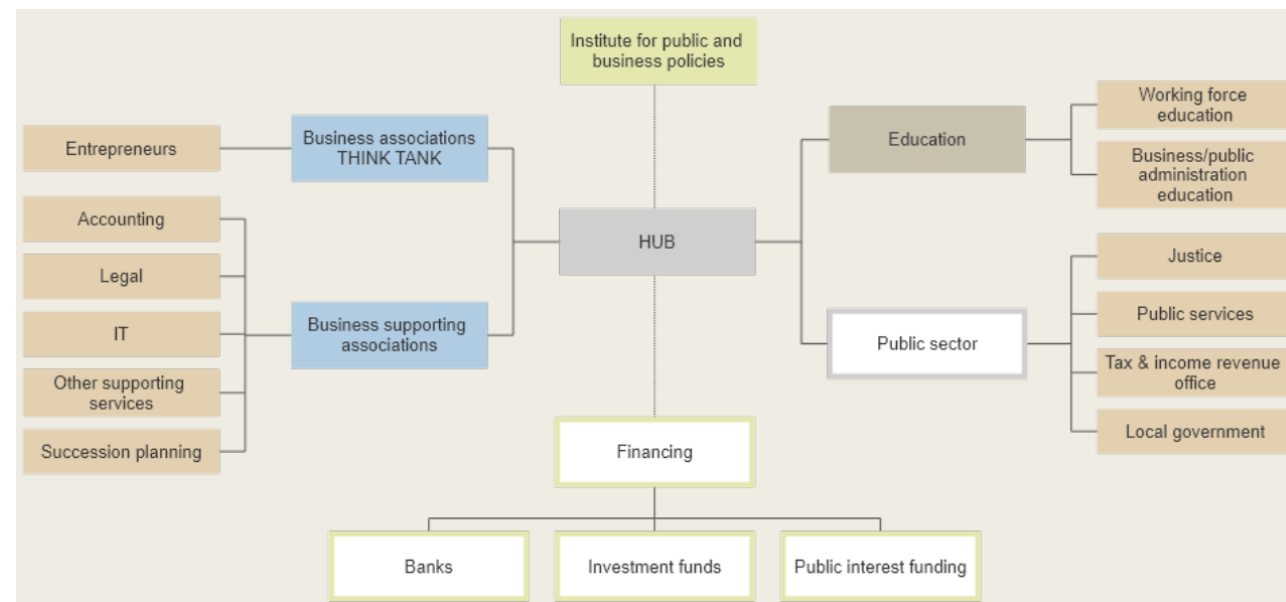 Institute for public and
business policies
Entrepreneurs
Business associations
THINK TANK
Education
Working force
education
Business/public
administration
education
Accounting
Legal
IT
Other supporting
services
Succession planning
Business supporting
associations
HUB
Public sector
Justice
Public services
Tax & income revenue
office
Local government
Financing
Banks
Investment funds
Public interest funding